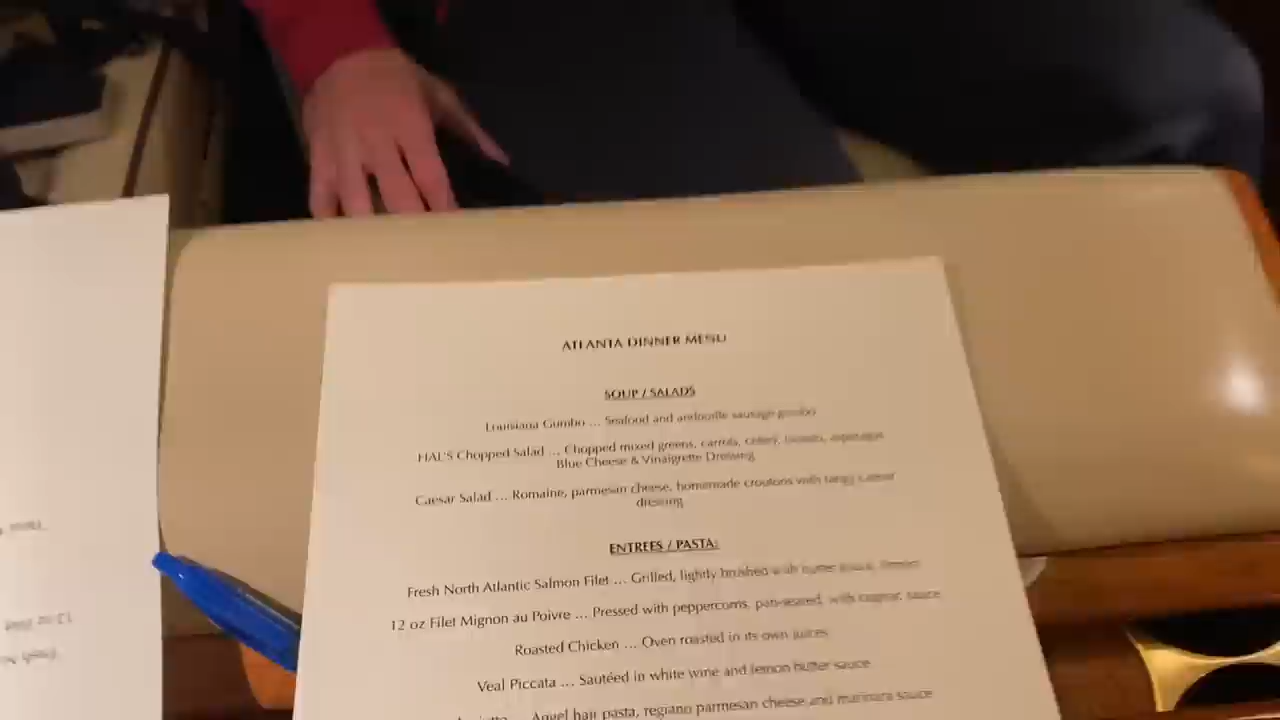 ATLANTA DINNER MENU
SOUP / SALADS
Louisiana Gumbo ... Seafood and andouille sausage gumbo
HAL'S Chopped Salad ... Chopped mixed greens, carrots, celery, tomato, asparagus
Blue Cheese & Vinaigrette Dressing
Caesar Salad ... Romaine, parmesan cheese, homemade croutons with tangy caesar
dressing
ENTREES / PASTA:
Fresh North Atlantic Salmon Filet ... Grilled, lightly brushed with butter sauce, lemon
12 oz Filet Mignon au Poivre ... Pressed with peppercorns, pan-seared, with cognac sauce
Roasted Chicken ... Oven roasted in its own juices
Veal Piccata ... Sautéed in white wine and lemon butter sauce
... Angel hair pasta, regiano parmesan cheese and marinara sauce